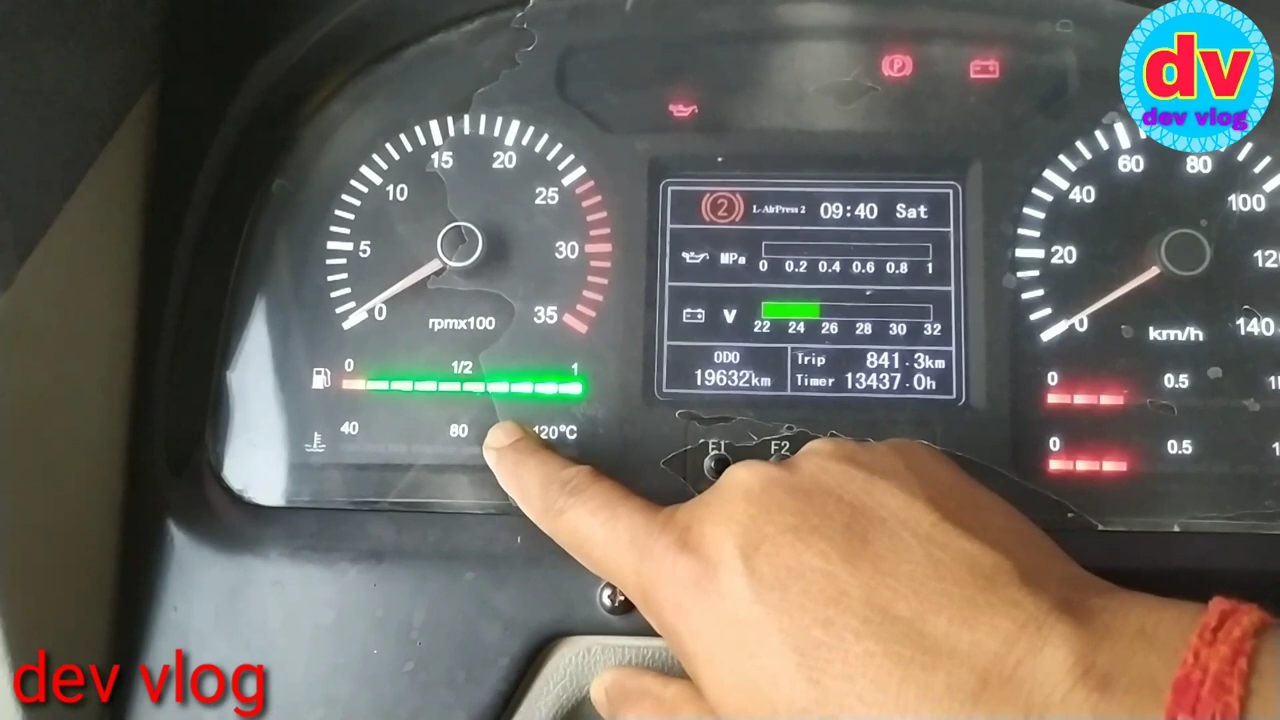 dv
dev vlog
15
20
10
25
5
30
0
35
rpmx100
0
1/2
1
40
80
120°C
2
L-AirPress 2
09:40 Sat
MPa
0 0.2 0.4 0.6 0.8 1
V
22 24 26 28 30 32
ODO
19632km
Trip 841.3km
Timer 13437.0h
F1
F2
P
60
80
40
100
20
0
km/h
140
0
0.5
0
0.5
dev vlog